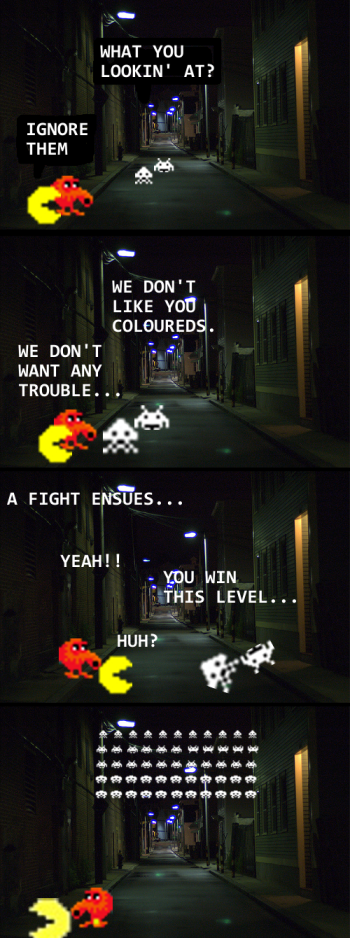 WHAT YOU
LOOKIN' AT?
IGNORE
THEM
WE DON'T
LIKE YOU
COLOUREDS.
WE DON'T
WANT ANY
TROUBLE...
A FIGHT ENSUES...
YEAH!!
YOU WIN
THIS LEVEL...
HUH?